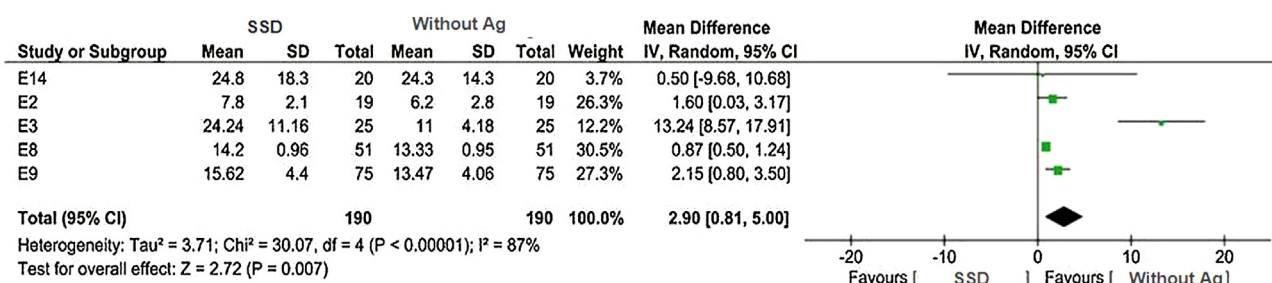 SSD Without Ag Mean Difference Mean Difference
Study or Subgroup Mean SD Total Mean SD Total Weight IV, Random, 95% CI IV, Random, 95% CI
E14 24.8 18.3 20 24.3 14.3 20 3.7% 0.50 [-9.68, 10.68]
E2 7.8 2.1 19 6.2 2.8 19 26.3% 1.60 [0.03, 3.17]
E3 24.24 11.16 25 11 4.18 25 12.2% 13.24 [8.57, 17.91]
E8 14.2 0.96 51 13.33 0.95 51 30.5% 0.87 [0.50, 1.24]
E9 15.62 4.4 75 13.47 4.06 75 27.3% 2.15 [0.80, 3.50]
Total (95% CI) 190 190 100.0% 2.90 [0.81, 5.00]
Heterogeneity: Tau² = 3.71; Chi² = 30.07, df = 4 (P < 0.00001); I² = 87%
Test for overall effect: Z = 2.72 (P = 0.007)
-20 -10 0 10 20
Favours [ SSD ] Favours [ Without Ag]